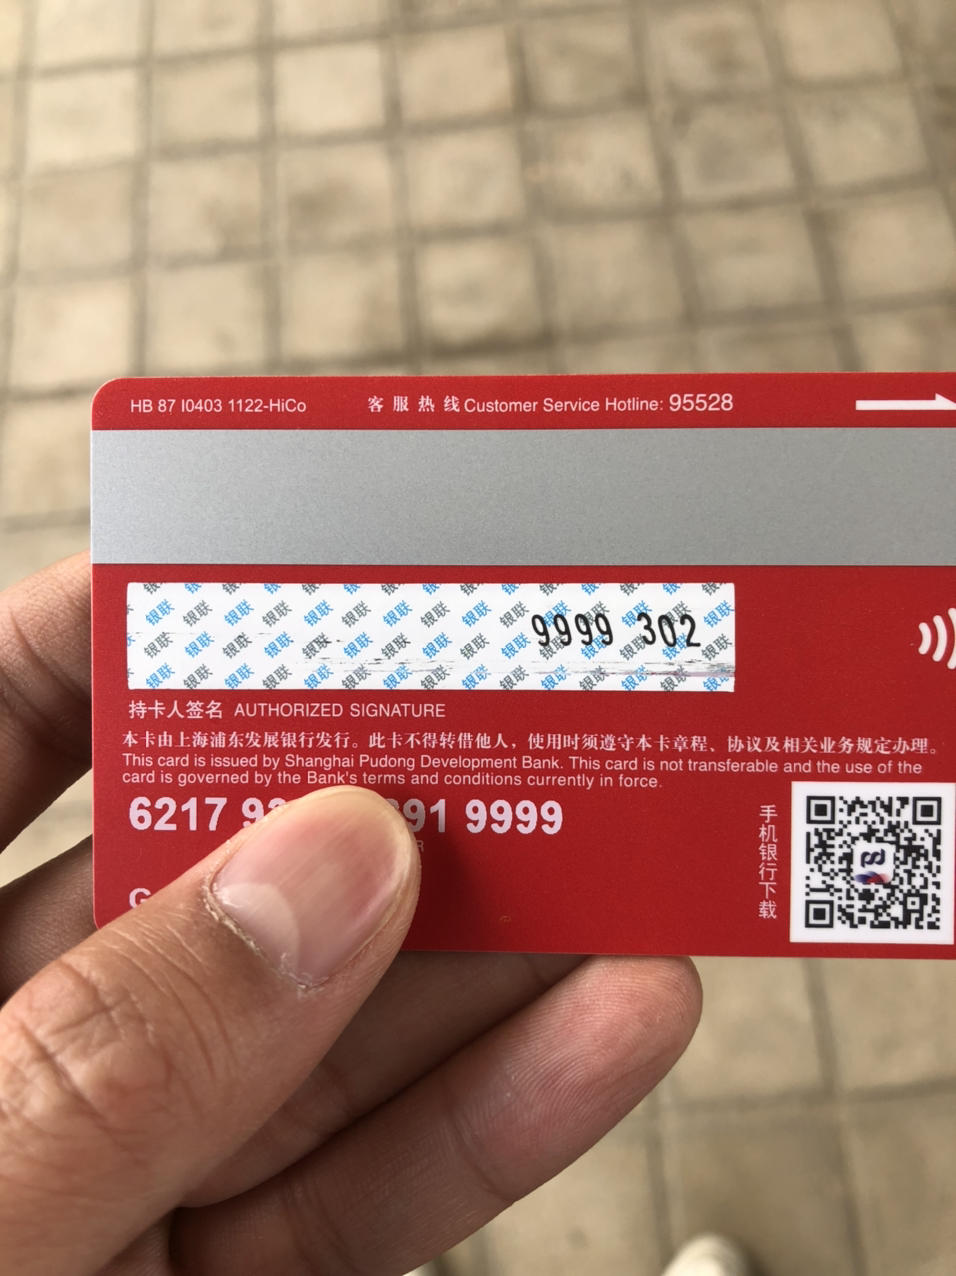 HB 87 I0403 1122-HiCo
客服热线 Customer Service Hotline: 95528
9999 302
持卡人签名 AUTHORIZED SIGNATURE
本卡由上海浦东发展银行发行。此卡不得转借他人，使用时须遵守本卡章程、协议及相关业务规定办理。
This card is issued by Shanghai Pudong Development Bank. This card is not transferable and the use of the
card is governed by the Bank's terms and conditions currently in force.
6217 9 91 9999
手机银行下载